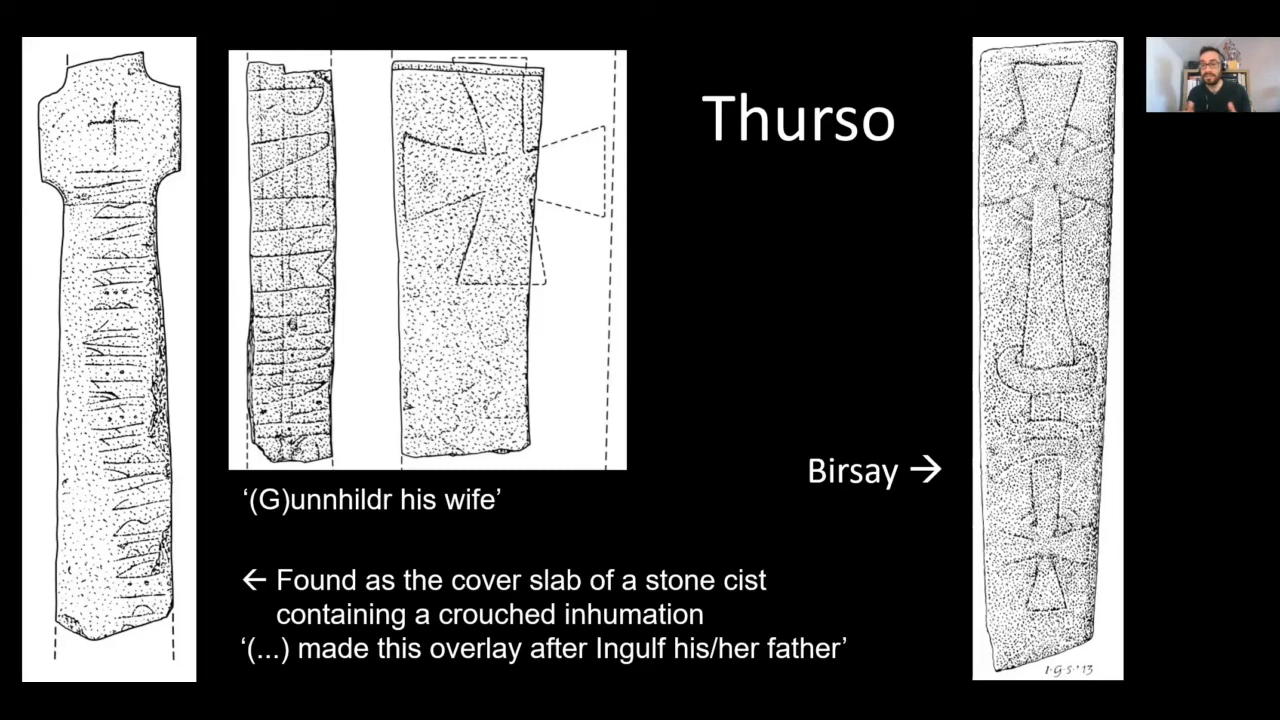 Thurso
Birsay →
‘(G)unnhildr his wife’
← Found as the cover slab of a stone cist
containing a crouched inhumation
‘(...) made this overlay after Ingulf his/her father’
I·G·S·'13